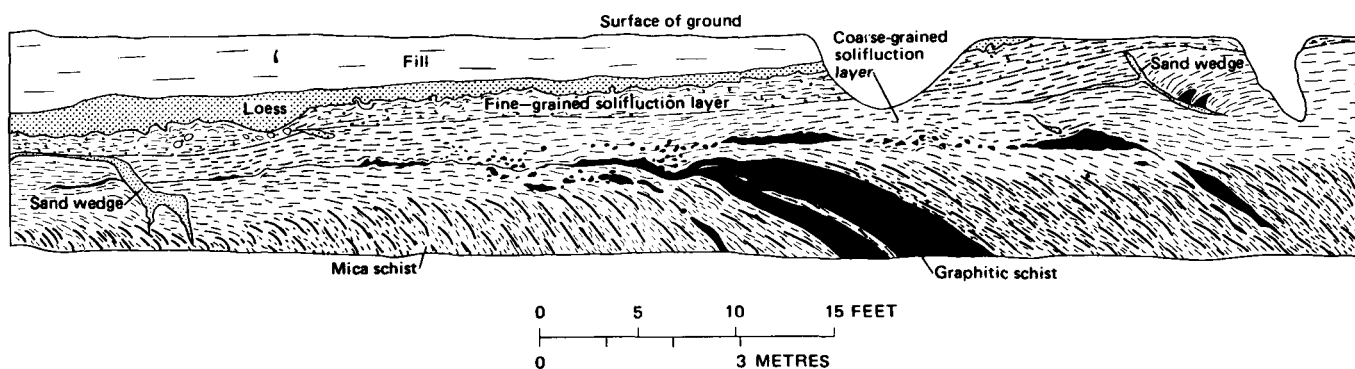 Surface of ground
Coarse-grained
solifluction
layer
Fill
Sand wedge
Loess
Fine-grained solifluction layer
Sand wedge
Mica schist
Graphitic schist
0 5 10 15 FEET
0 3 METRES